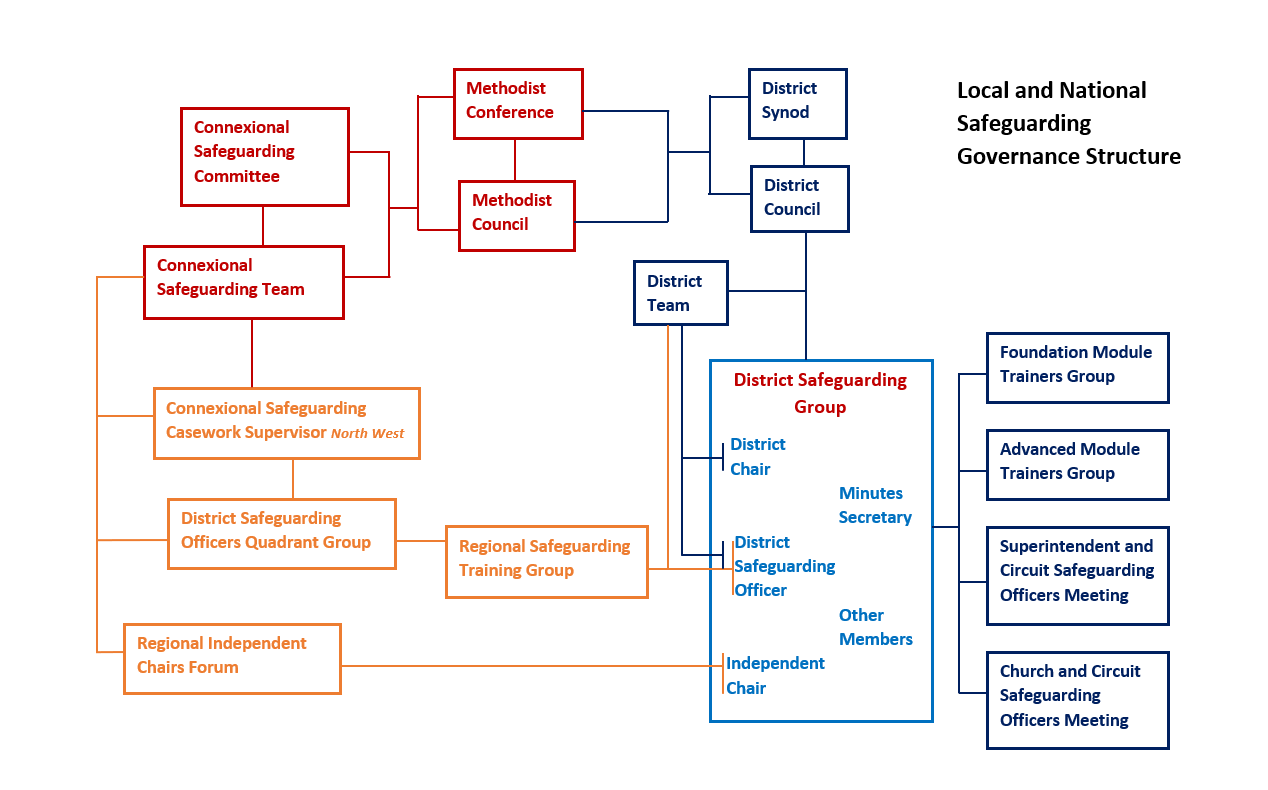 Local and National
Safeguarding
Governance Structure
Methodist
Conference
District
Synod
Connexional
Safeguarding
Committee
Methodist
Council
District
Council
Connexional
Safeguarding Team
District
Team
Foundation Module
Trainers Group
District Safeguarding
Group
Connexional Safeguarding
Casework Supervisor North West
District
Chair
Advanced Module
Trainers Group
Minutes
Secretary
District Safeguarding
Officers Quadrant Group
Regional Safeguarding
Training Group
District
Safeguarding
Officer
Superintendent and
Circuit Safeguarding
Officers Meeting
Other
Members
Regional Independent
Chairs Forum
Independent
Chair
Church and Circuit
Safeguarding
Officers Meeting